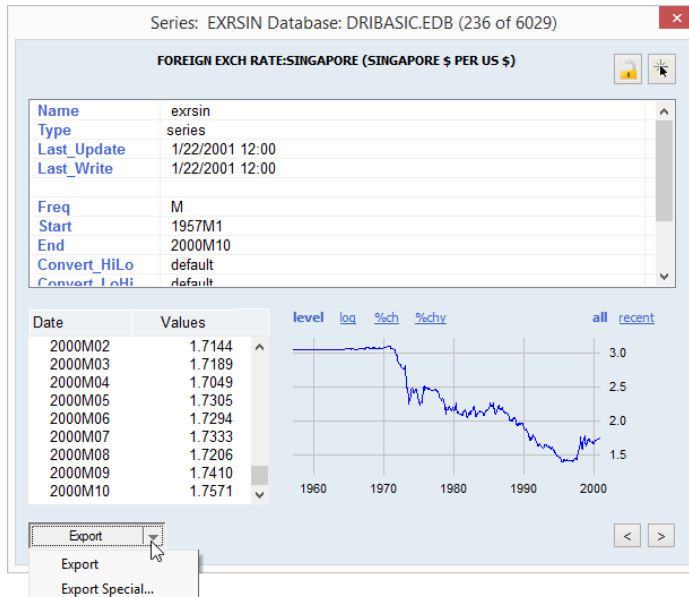 Series: EXRSIN Database: DRIBASIC.EDB (236 of 6029)
FOREIGN EXCH RATE:SINGAPORE (SINGAPORE $ PER US $)
Name exrsin
Type series
Last_Update 1/22/2001 12:00
Last_Write 1/22/2001 12:00
Freq M
Start 1957M1
End 2000M10
Convert_HiLo default
Convert_LoHi default
Date Values
2000M02 1.7144
2000M03 1.7189
2000M04 1.7049
2000M05 1.7305
2000M06 1.7294
2000M07 1.7333
2000M08 1.7206
2000M09 1.7410
2000M10 1.7571
level log %ch %chy all recent
3.0
2.5
2.0
1.5
1960 1970 1980 1990 2000
Export < >
Export
Export Special...